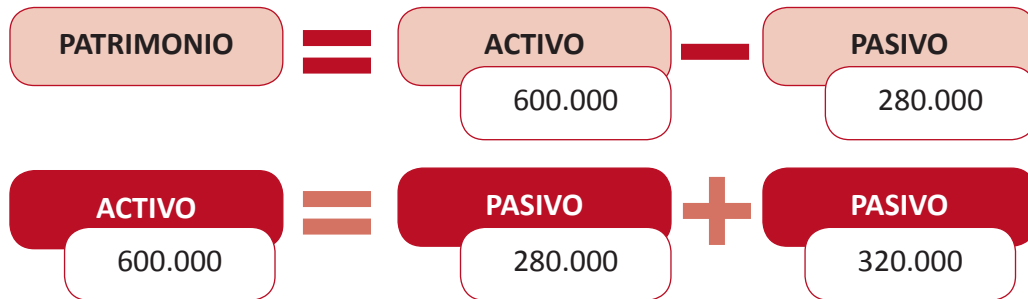 PATRIMONIO = ACTIVO − PASIVO
600.000 280.000
ACTIVO = PASIVO + PASIVO
600.000 280.000 320.000